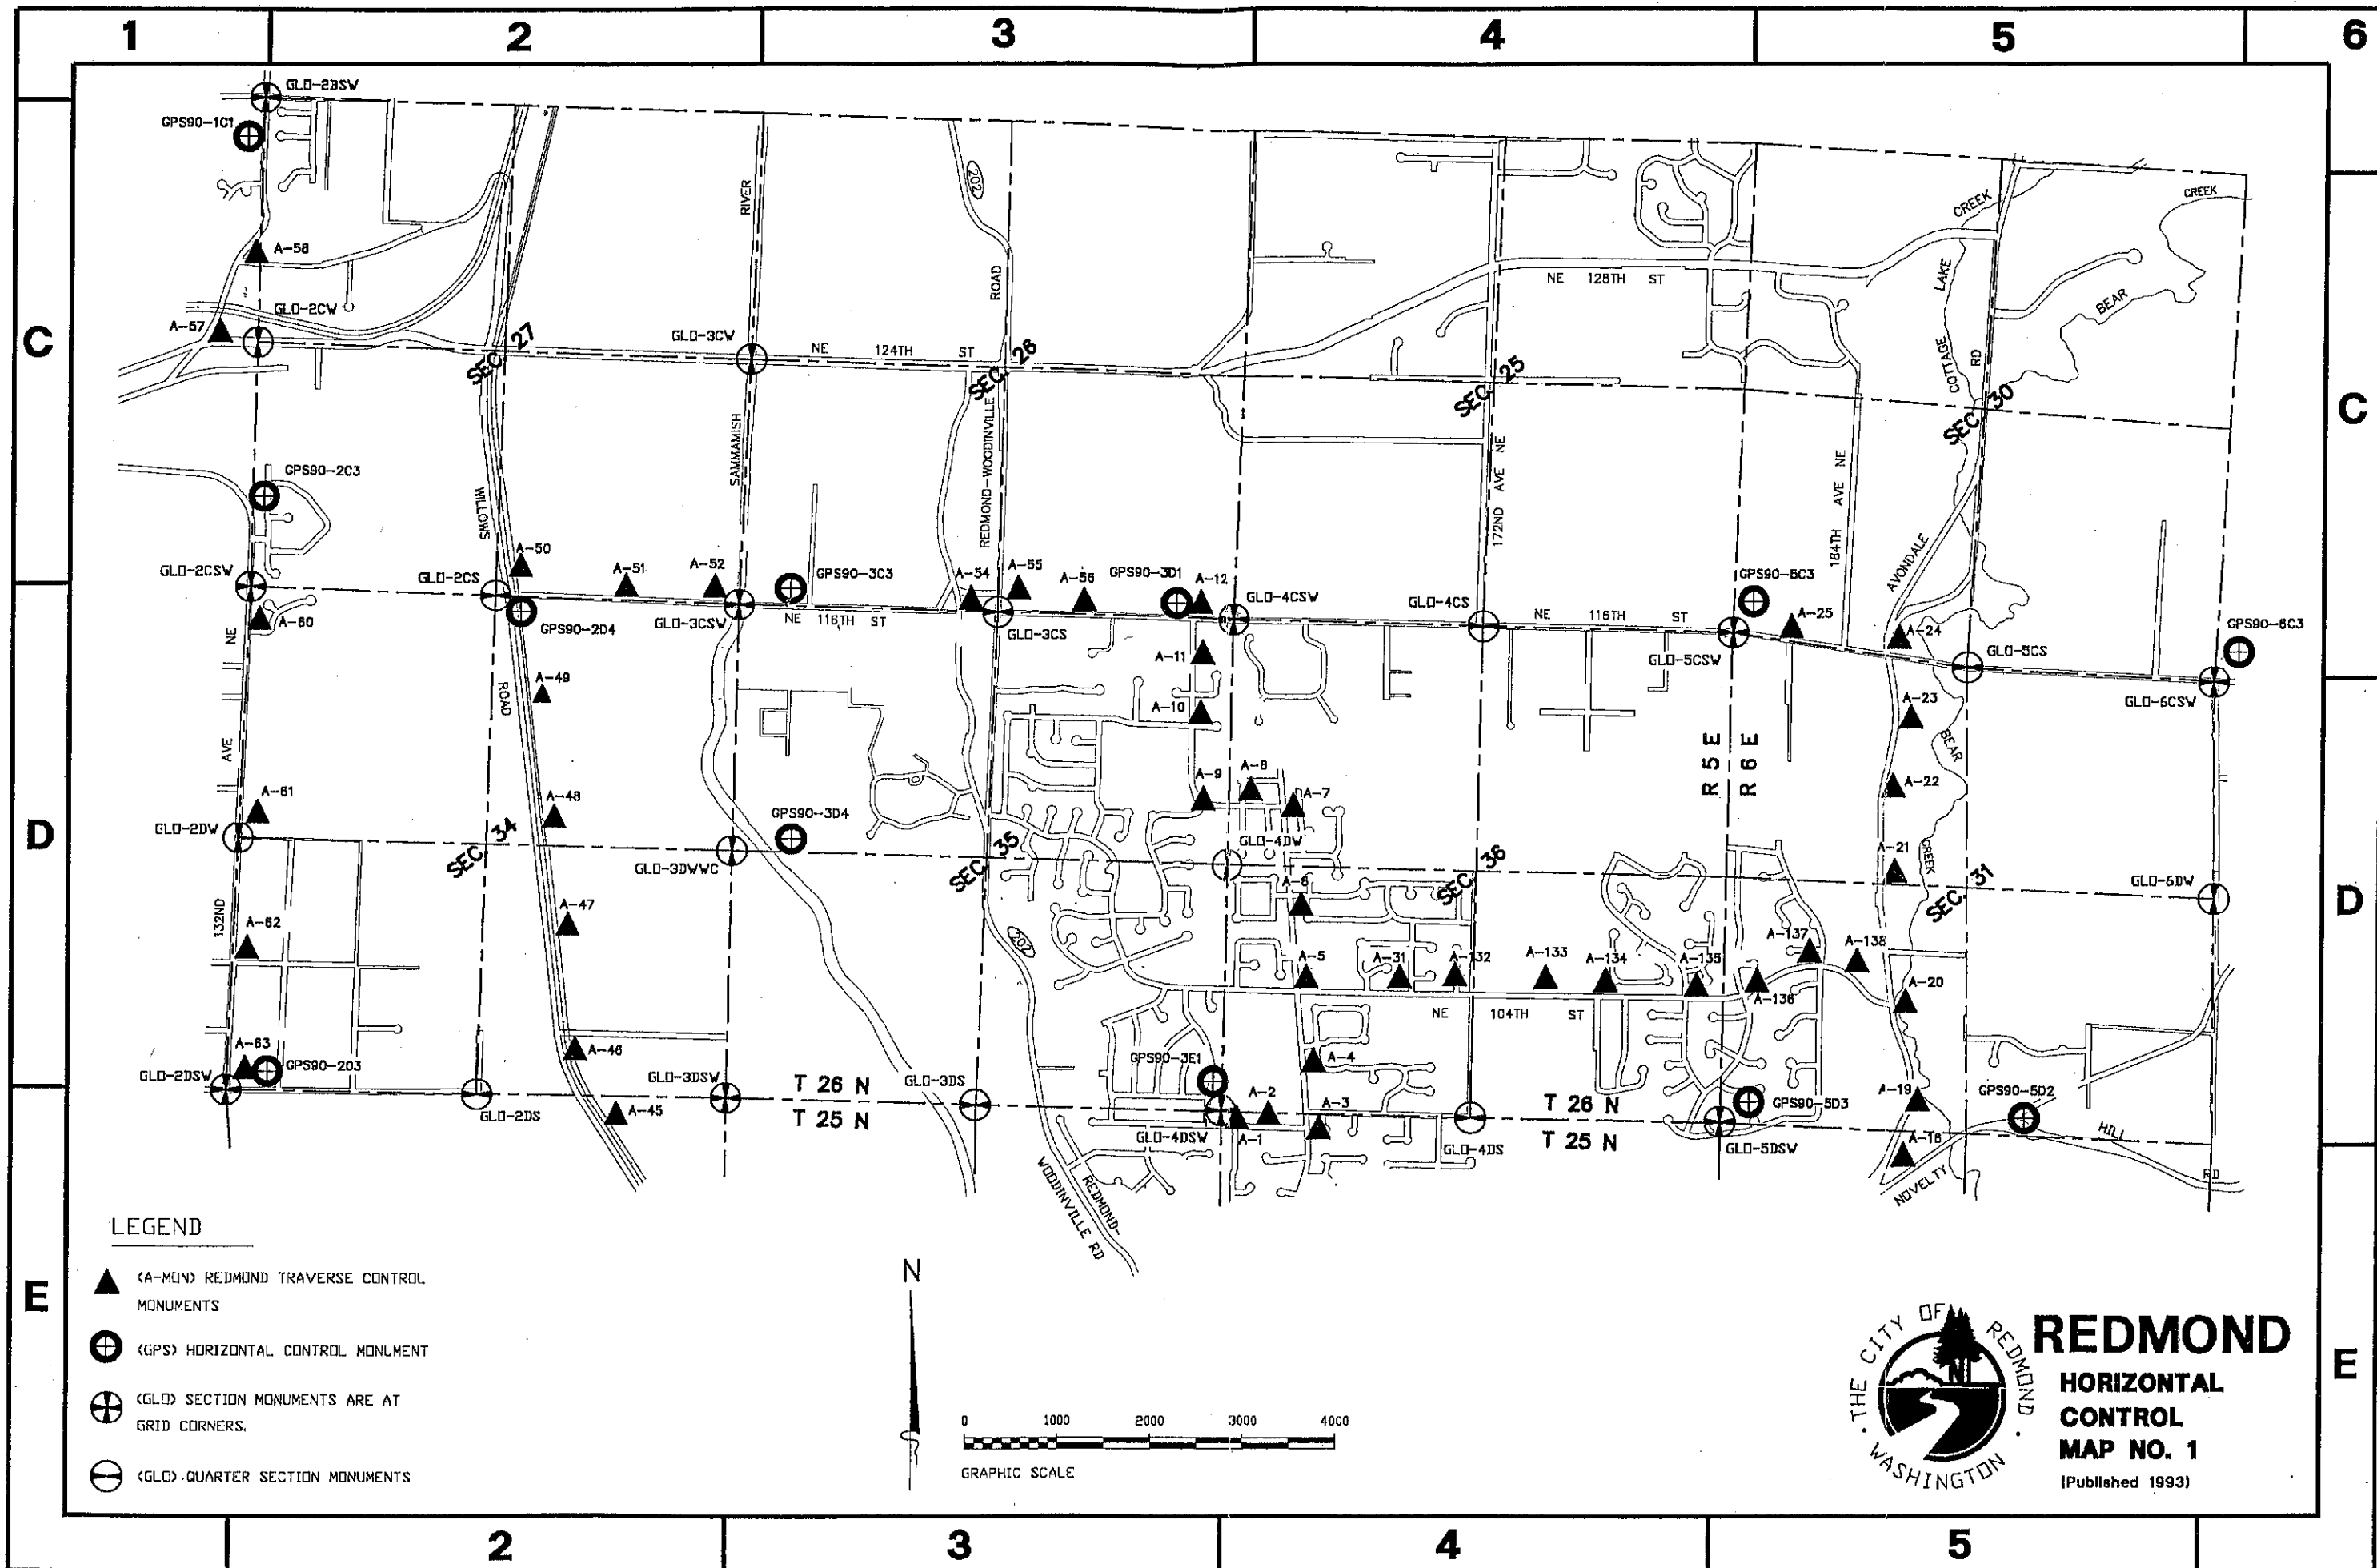 1 2 3 4 5 6
GLO-2BSW
GPS90-1C1
202
RIVER
CREEK
CREEK
A-58
ROAD
LAKE
NE 128TH ST
BEAR
GLO-2CW
A-57
GLO-3CW
NE 124TH ST
SEC. 27
SEC. 26
SEC. 25
SEC. 30
COTTAGE
RD
C
C
GPS90-2C3
SAMMAMISH
REDMOND-WOODINVILLE
172ND AVE NE
184TH AVE NE
WILLOWS
AVONDALE
A-50
GLO-2CSW
GLO-2CS
A-51
A-52
GPS90-3C3
A-54
A-55
A-56
GPS90-3D1
A-12
GLO-4CSW
GLO-4CS
GPS90-5C3
A-25
A-60
GPS90-2D4
GLO-3CSW
NE 116TH ST
GLO-3CS
NE 116TH ST
GLO-5CSW
A-24
GLO-5CS
GPS90-6C3
NE
A-11
A-49
ROAD
A-10
A-23
GLO-6CSW
AVE
R 5 E
R 6 E
BEAR
A-9
A-8
A-7
A-22
A-61
A-48
GPS90-3D4
GLO-2DW
SEC. 34
GLO-3DWWC
SEC. 35
GLO-4DW
SEC. 36
A-21
CREEK
SEC. 31
GLO-6DW
D
D
A-6
132ND
A-62
A-47
202
A-5
A-31
A-132
A-133
A-134
A-135
A-136
A-137
A-138
A-20
NE 104TH ST
A-63
GPS90-203
A-46
GPS90-3E1
A-4
GLO-2DSW
GLO-2DS
A-45
GLO-3DSW
T 26 N
T 25 N
GLO-3DS
GLO-4DSW
A-1
A-2
A-3
GLO-4DS
T 26 N
T 25 N
GPS90-5D3
GLO-5DSW
A-19
GPS90-5D2
A-18
NOVELTY HILL RD
REDMOND-
WOODINVILLE RD
LEGEND
(A-MON) REDMOND TRAVERSE CONTROL
MONUMENTS
(GPS) HORIZONTAL CONTROL MONUMENT
(GLO) SECTION MONUMENTS ARE AT
GRID CORNERS.
(GLO) QUARTER SECTION MONUMENTS
N
0 1000 2000 3000 4000
GRAPHIC SCALE
THE CITY OF REDMOND
· WASHINGTON ·
REDMOND
HORIZONTAL
CONTROL
MAP NO. 1
(Published 1993)
E
E
2 3 4 5